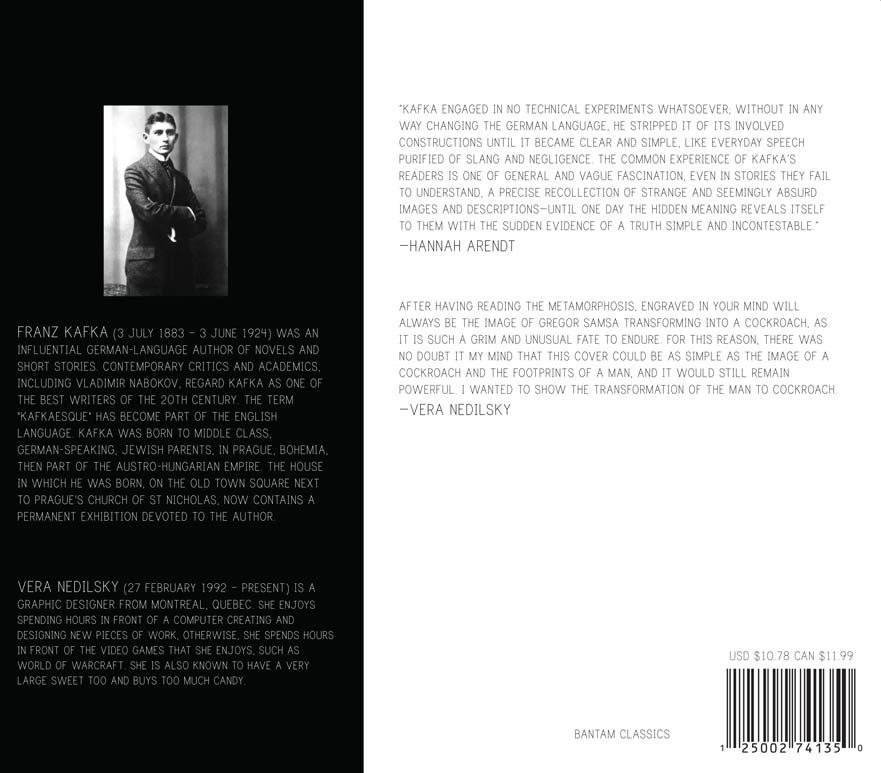 FRANZ KAFKA (3 JULY 1883 – 3 JUNE 1924) WAS AN
INFLUENTIAL GERMAN-LANGUAGE AUTHOR OF NOVELS AND
SHORT STORIES. CONTEMPORARY CRITICS AND ACADEMICS,
INCLUDING VLADIMIR NABOKOV, REGARD KAFKA AS ONE OF
THE BEST WRITERS OF THE 20TH CENTURY. THE TERM
"KAFKAESQUE" HAS BECOME PART OF THE ENGLISH
LANGUAGE. KAFKA WAS BORN TO MIDDLE CLASS,
GERMAN-SPEAKING, JEWISH PARENTS, IN PRAGUE, BOHEMIA,
THEN PART OF THE AUSTRO-HUNGARIAN EMPIRE. THE HOUSE
IN WHICH HE WAS BORN, ON THE OLD TOWN SQUARE NEXT
TO PRAGUE'S CHURCH OF ST NICHOLAS, NOW CONTAINS A
PERMANENT EXHIBITION DEVOTED TO THE AUTHOR.
VERA NEDILSKY (27 FEBRUARY 1992 – PRESENT) IS A
GRAPHIC DESIGNER FROM MONTREAL, QUEBEC. SHE ENJOYS
SPENDING HOURS IN FRONT OF A COMPUTER CREATING AND
DESIGNING NEW PIECES OF WORK, OTHERWISE, SHE SPENDS HOURS
IN FRONT OF THE VIDEO GAMES THAT SHE ENJOYS, SUCH AS
WORLD OF WARCRAFT. SHE IS ALSO KNOWN TO HAVE A VERY
LARGE SWEET TOO AND BUYS TOO MUCH CANDY.
"KAFKA ENGAGED IN NO TECHNICAL EXPERIMENTS WHATSOEVER; WITHOUT IN ANY
WAY CHANGING THE GERMAN LANGUAGE, HE STRIPPED IT OF ITS INVOLVED
CONSTRUCTIONS UNTIL IT BECAME CLEAR AND SIMPLE, LIKE EVERYDAY SPEECH
PURIFIED OF SLANG AND NEGLIGENCE. THE COMMON EXPERIENCE OF KAFKA'S
READERS IS ONE OF GENERAL AND VAGUE FASCINATION, EVEN IN STORIES THEY FAIL
TO UNDERSTAND, A PRECISE RECOLLECTION OF STRANGE AND SEEMINGLY ABSURD
IMAGES AND DESCRIPTIONS—UNTIL ONE DAY THE HIDDEN MEANING REVEALS ITSELF
TO THEM WITH THE SUDDEN EVIDENCE OF A TRUTH SIMPLE AND INCONTESTABLE."
—HANNAH ARENDT
AFTER HAVING READING THE METAMORPHOSIS, ENGRAVED IN YOUR MIND WILL
ALWAYS BE THE IMAGE OF GREGOR SAMSA TRANSFORMING INTO A COCKROACH, AS
IT IS SUCH A GRIM AND UNUSUAL FATE TO ENDURE. FOR THIS REASON, THERE WAS
NO DOUBT IT MY MIND THAT THIS COVER COULD BE AS SIMPLE AS THE IMAGE OF A
COCKROACH AND THE FOOTPRINTS OF A MAN, AND IT WOULD STILL REMAIN
POWERFUL. I WANTED TO SHOW THE TRANSFORMATION OF THE MAN TO COCKROACH.
—VERA NEDILSKY
USD $10.78 CAN $11.99
BANTAM CLASSICS
1 25002 74135 0